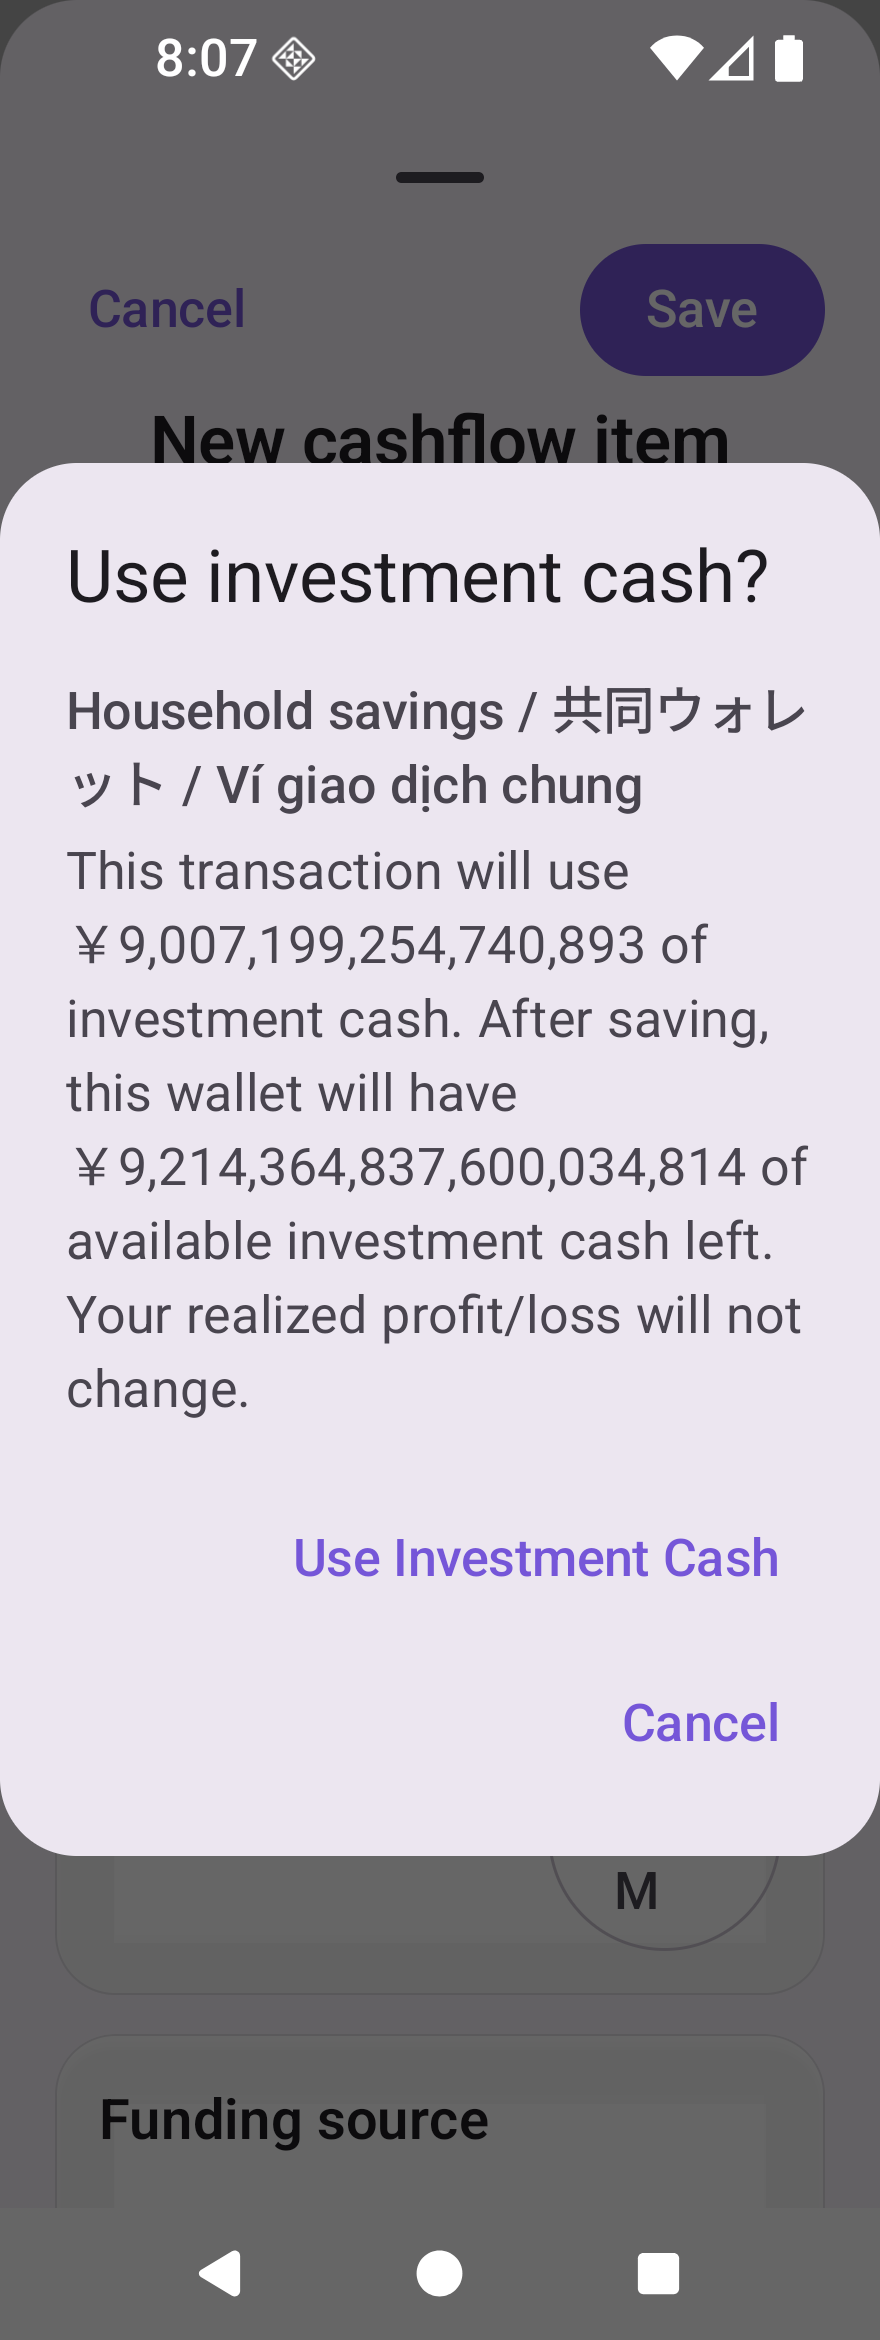 8:07
Cancel
Save
New cashflow item
Use investment cash?
Household savings / 共同ウォレ
ット / Ví giao dịch chung
This transaction will use
￥9,007,199,254,740,893 of
investment cash. After saving,
this wallet will have
￥9,214,364,837,600,034,814 of
available investment cash left.
Your realized profit/loss will not
change.
Use Investment Cash
Cancel
M
Funding source